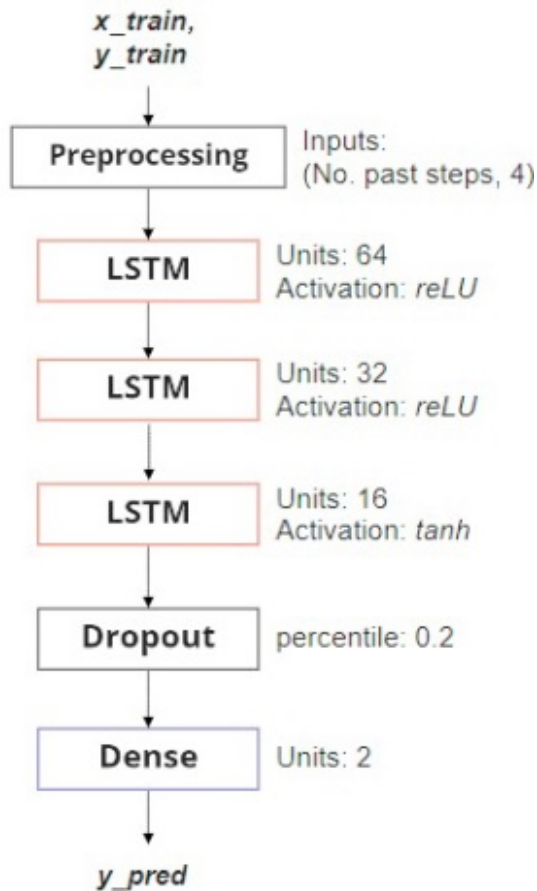 x_train,
y_train
Preprocessing
Inputs:
(No. past steps, 4)
LSTM
Units: 64
Activation: reLU
LSTM
Units: 32
Activation: reLU
LSTM
Units: 16
Activation: tanh
Dropout
percentile: 0.2
Dense
Units: 2
y_pred